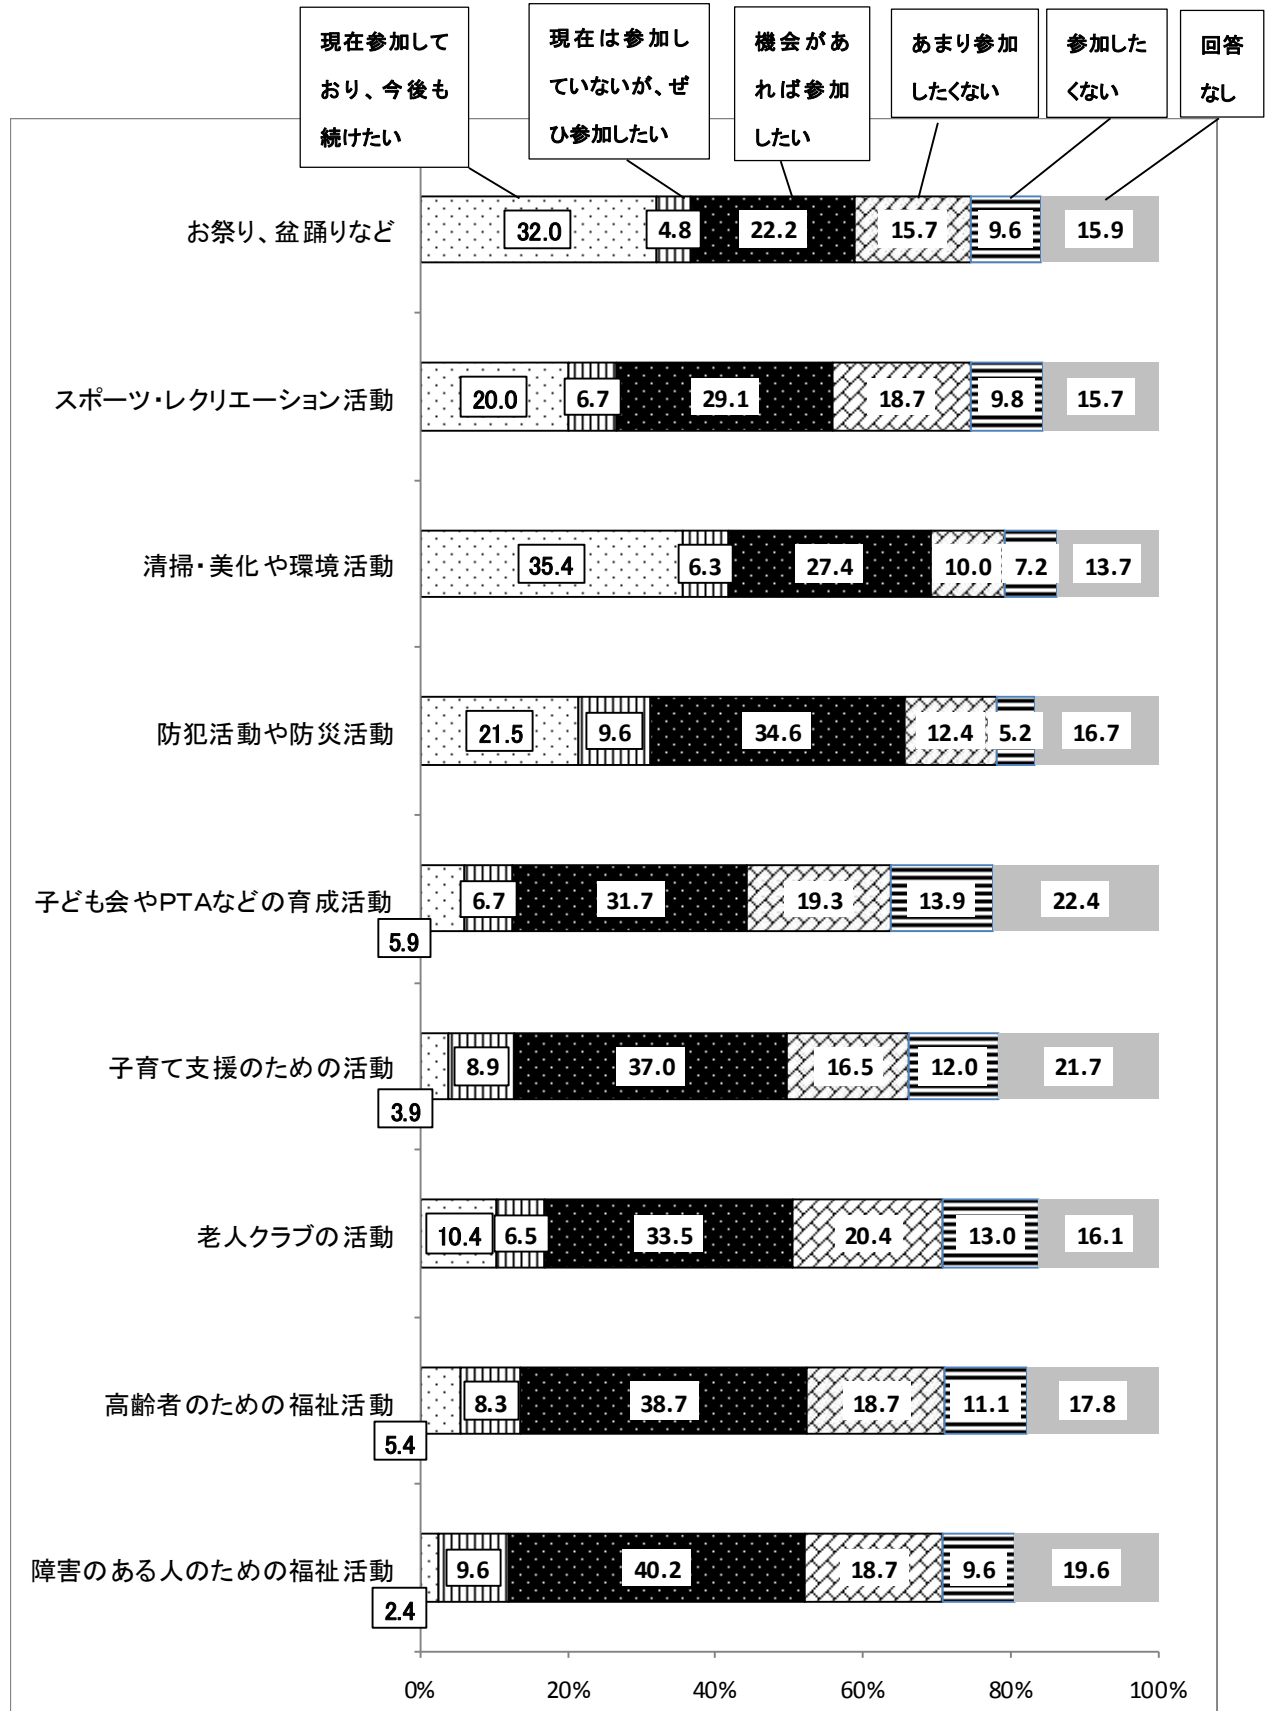 現在参加して
おり、今後も
続けたい
現在は参加し
ていないが、ぜ
ひ参加したい
機会があ
れば参加
したい
あまり参加
したくない
参加した
くない
回答
なし
お祭り、盆踊りなど
32.0
4.8
22.2
15.7
9.6
15.9
スポーツ・レクリエーション活動
20.0
6.7
29.1
18.7
9.8
15.7
清掃・美化や環境活動
35.4
6.3
27.4
10.0
7.2
13.7
防犯活動や防災活動
21.5
9.6
34.6
12.4
5.2
16.7
子ども会やPTAなどの育成活動
5.9
6.7
31.7
19.3
13.9
22.4
子育て支援のための活動
3.9
8.9
37.0
16.5
12.0
21.7
老人クラブの活動
10.4
6.5
33.5
20.4
13.0
16.1
高齢者のための福祉活動
5.4
8.3
38.7
18.7
11.1
17.8
障害のある人のための福祉活動
2.4
9.6
40.2
18.7
9.6
19.6
0%
20%
40%
60%
80%
100%